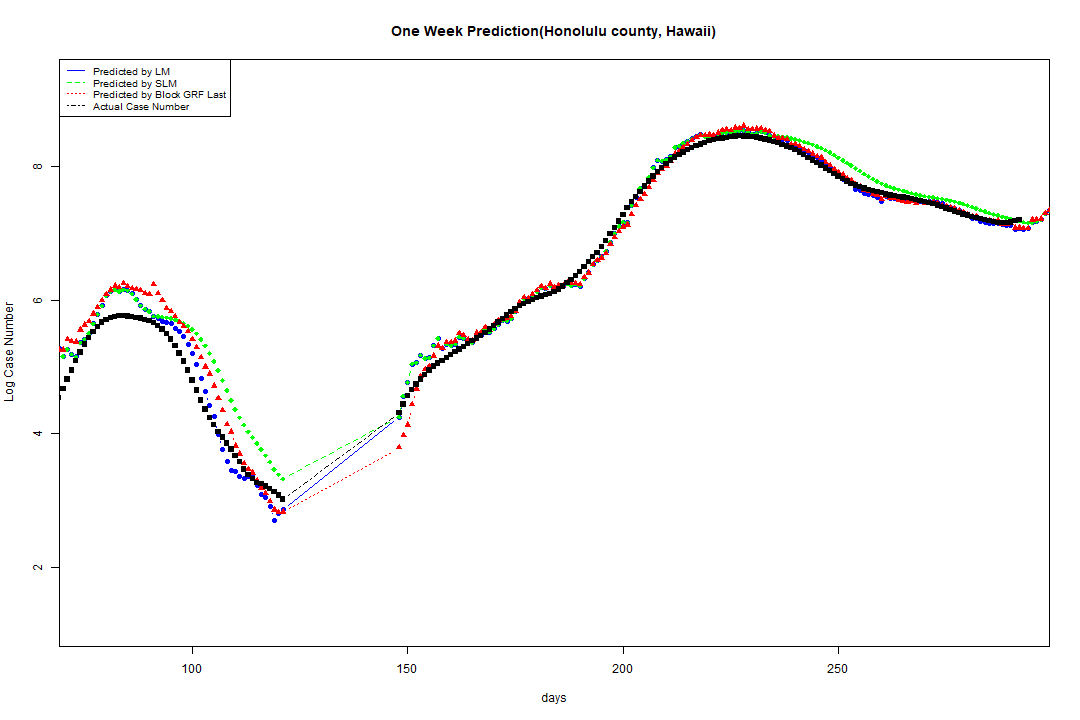 One Week Prediction(Honolulu county, Hawaii)
Predicted by LM
Predicted by SLM
Predicted by Block GRF Last
Actual Case Number
Log Case Number
8
6
4
2
100
150
200
250
days